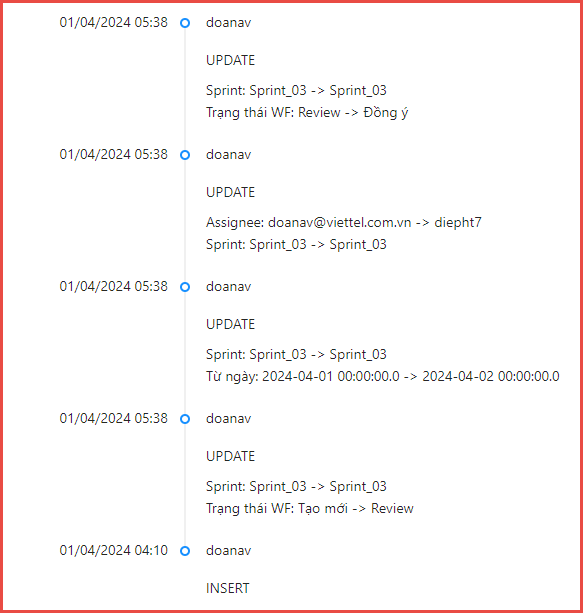 01/04/2024 05:38 doanav
UPDATE
Sprint: Sprint_03 -> Sprint_03
Trạng thái WF: Review -> Đồng ý
01/04/2024 05:38 doanav
UPDATE
Assignee: doanav@viettel.com.vn -> diepht7
Sprint: Sprint_03 -> Sprint_03
01/04/2024 05:38 doanav
UPDATE
Sprint: Sprint_03 -> Sprint_03
Từ ngày: 2024-04-01 00:00:00.0 -> 2024-04-02 00:00:00.0
01/04/2024 05:38 doanav
UPDATE
Sprint: Sprint_03 -> Sprint_03
Trạng thái WF: Tạo mới -> Review
01/04/2024 04:10 doanav
INSERT